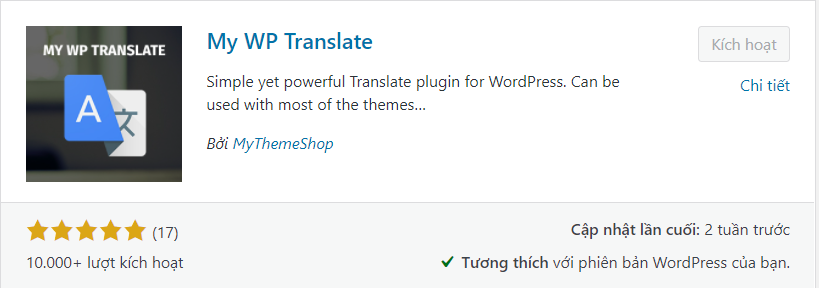 MY WP TRANSLATE
A
文
My WP Translate
Kích hoạt
Simple yet powerful Translate plugin for WordPress. Can be
used with most of the themes...
Chi tiết
Bởi MyThemeShop
(17)
Cập nhật lần cuối: 2 tuần trước
10.000+ lượt kích hoạt
Tương thích với phiên bản WordPress của bạn.